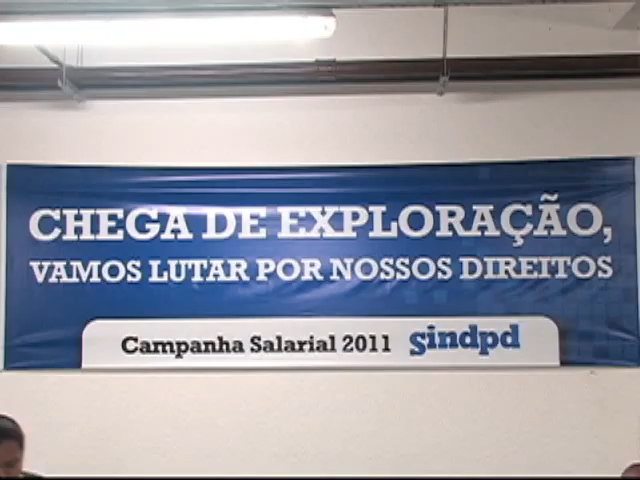 CHEGA DE EXPLORAÇÃO,
VAMOS LUTAR POR NOSSOS DIREITOS
Campanha Salarial 2011 sindpd